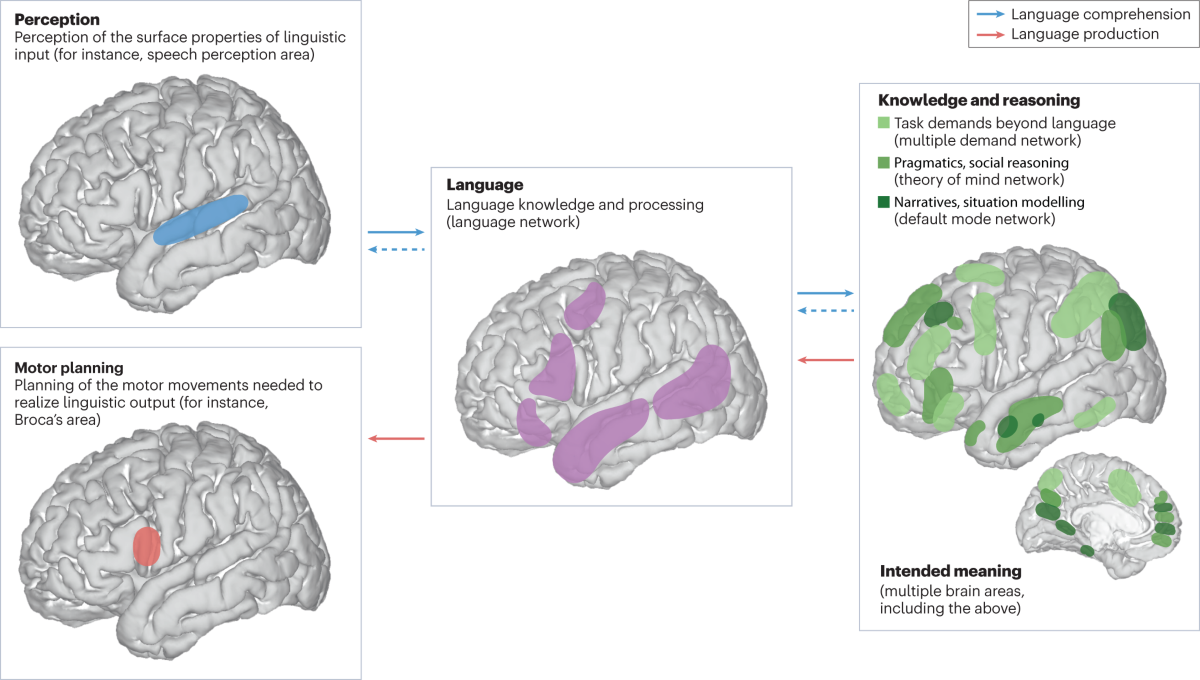 Perception
Perception of the surface properties of linguistic
input (for instance, speech perception area)
Motor planning
Planning of the motor movements needed to
realize linguistic output (for instance,
Broca’s area)
Language
Language knowledge and processing
(language network)
Language comprehension
Language production
Knowledge and reasoning
Task demands beyond language
(multiple demand network)
Pragmatics, social reasoning
(theory of mind network)
Narratives, situation modelling
(default mode network)
Intended meaning
(multiple brain areas,
including the above)